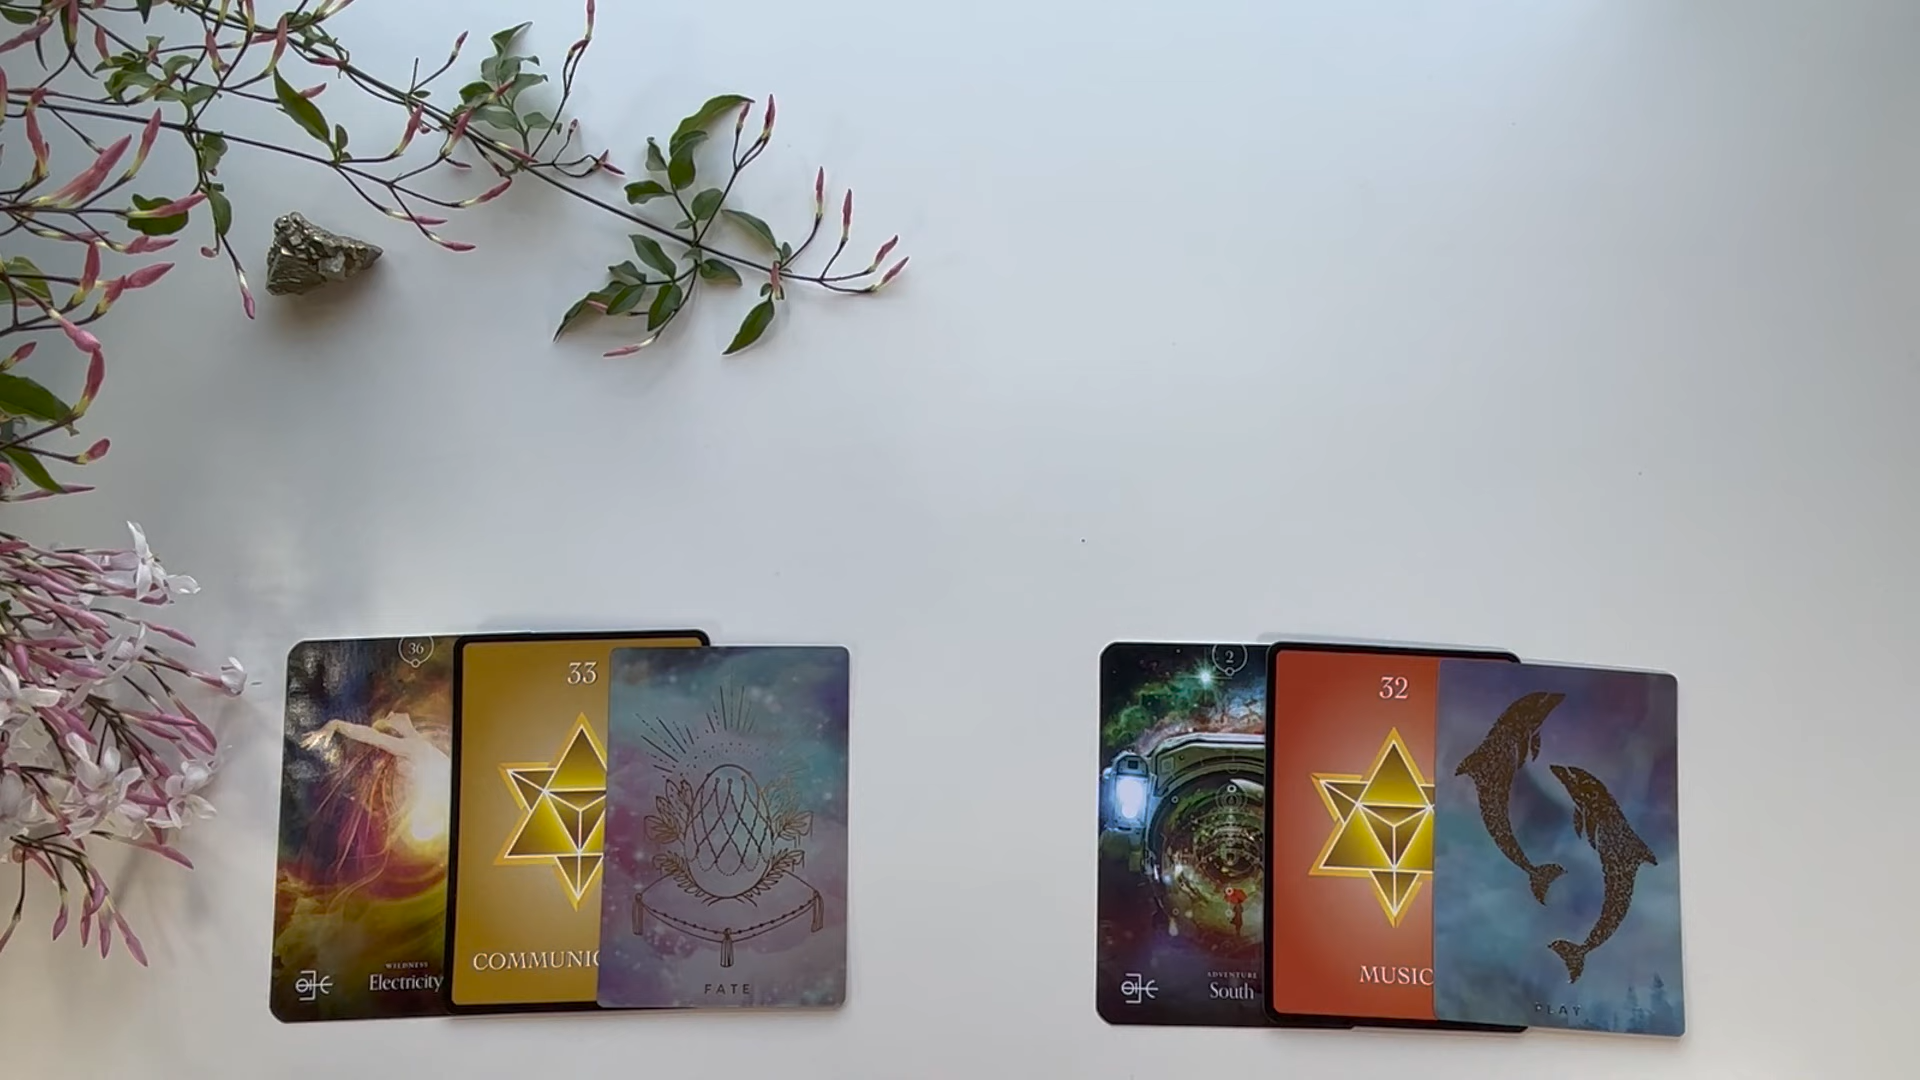 36
WILDNESS
Electricity
33
COMMUNIC
FATE
2
ADVENTURE
South
32
MUSIC
PLAY